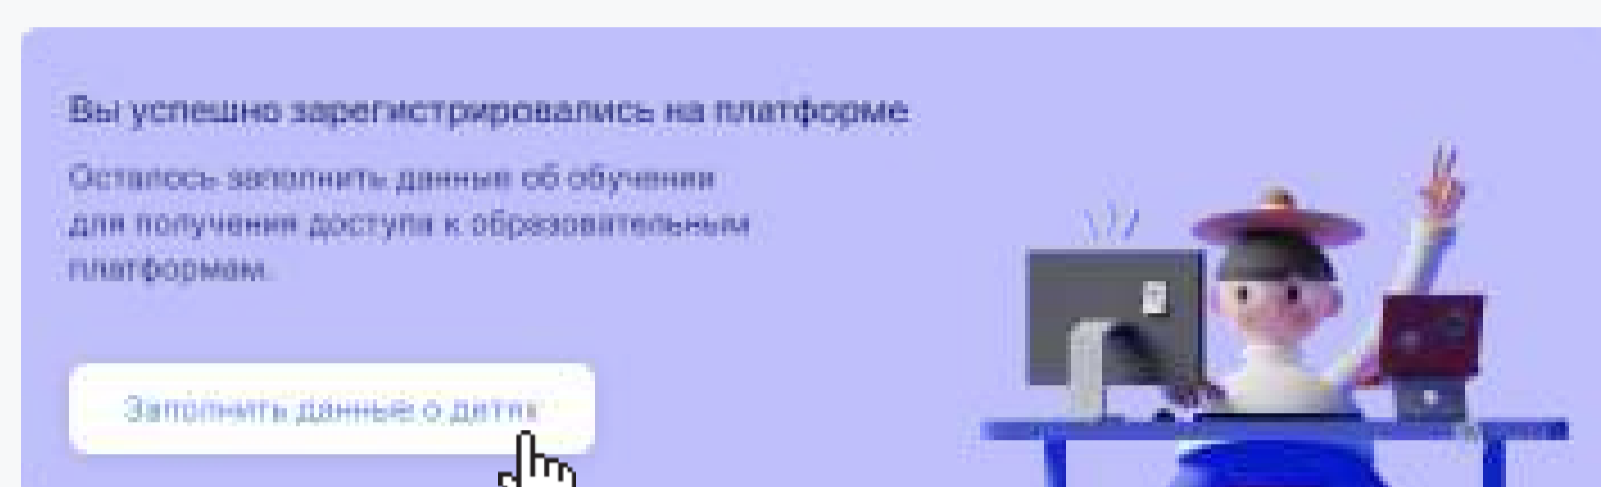 Вы успешно зарегистрировались на платформе
Осталось заполнить данные об обучении
для получения доступа к образовательным
платформам.
Заполнить данные о детях